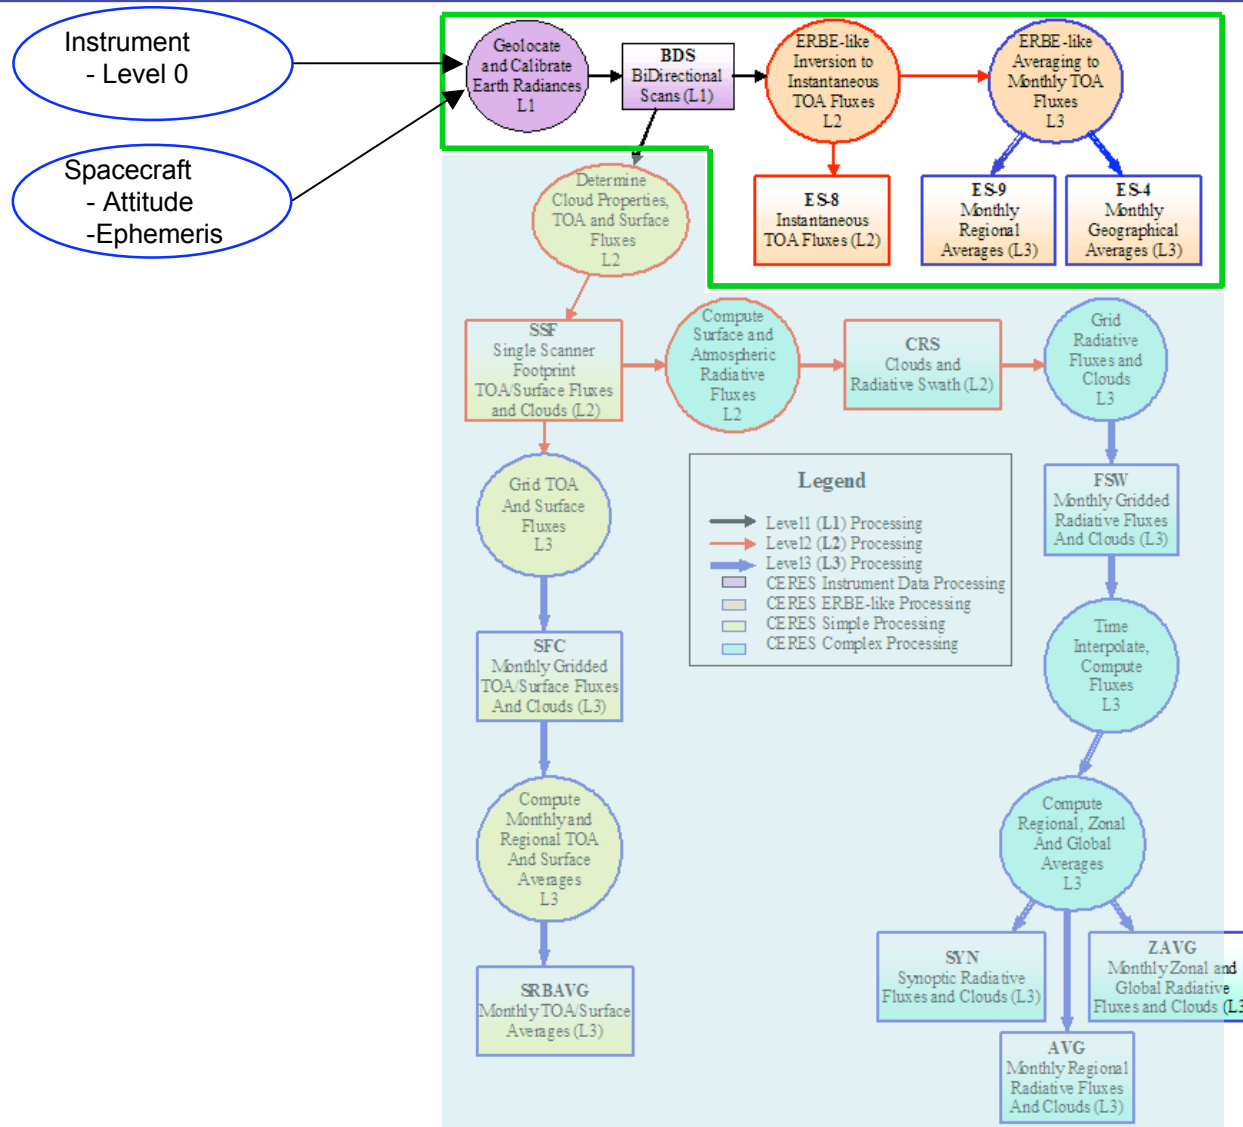 Instrument
- Level 0
Spacecraft
- Attitude
-Ephemeris
Geolocate
and Calibrate
Earth Radiances
L1
BDS
BiDirectional
Scans (L1)
ERBE-like
Inversion to
Instantaneous
TOA Fluxes
L2
ERBE-like
Averaging to
Monthly TOA
Fluxes
L3
ES-8
Instantaneous
TOA Fluxes (L2)
ES-9
Monthly
Regional
Averages (L3)
ES-4
Monthly
Geographical
Averages (L3)
Determine
Cloud Properties,
TOA and Surface
Fluxes
L2
SSF
Single Scanner
Footprint
TOA/Surface Fluxes
and Clouds (L2)
Compute
Surface and
Atmospheric
Radiative
Fluxes
L2
CRS
Clouds and
Radiative Swath (L2)
Grid
Radiative
Fluxes and
Clouds
L3
Grid TOA
And Surface
Fluxes
L3
Legend
Level1 (L1) Processing
Level2 (L2) Processing
Level3 (L3) Processing
CERES Instrument Data Processing
CERES ERBE-like Processing
CERES Simple Processing
CERES Complex Processing
FSW
Monthly Gridded
Radiative Fluxes
And Clouds (L3)
SFC
Monthly Gridded
TOA/Surface Fluxes
And Clouds (L3)
Time
Interpolate,
Compute
Fluxes
L3
Compute
Monthly and
Regional TOA
And Surface
Averages
L3
Compute
Regional, Zonal
And Global
Averages
L3
SRBAVG
Monthly TOA/Surface
Averages (L3)
SYN
Synoptic Radiative
Fluxes and Clouds (L3)
ZAVG
Monthly Zonal and
Global Radiative
Fluxes and Clouds (L3
AVG
Monthly Regional
Radiative Fluxes
And Clouds (L3)